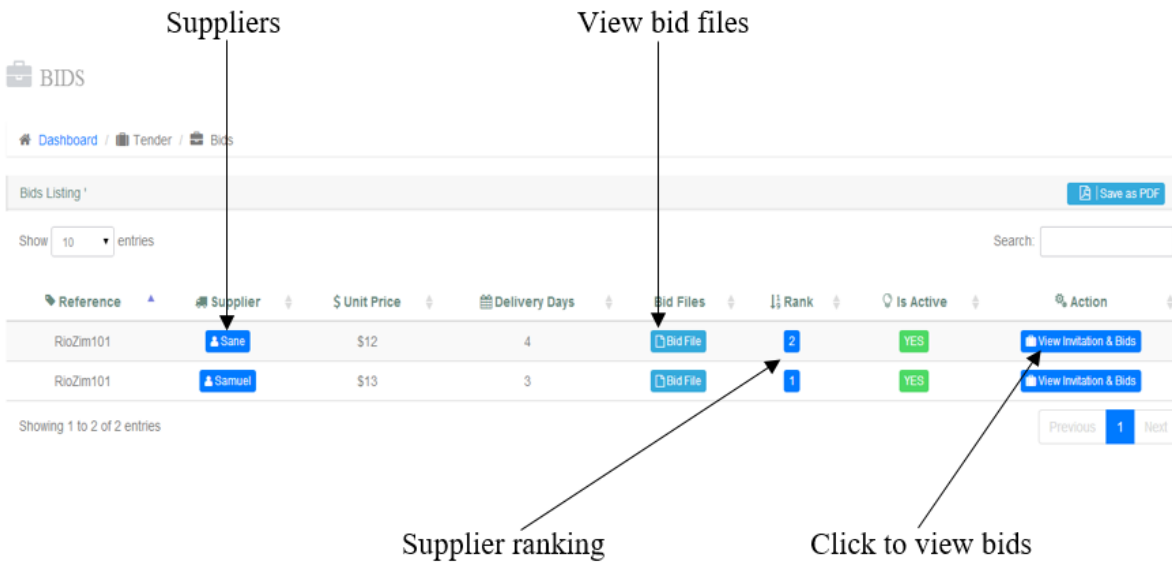 Suppliers View bid files
BIDS
Dashboard / Tender / Bids
Bids Listing ' Save as PDF
Show 10 entries Search:
Reference Supplier $ Unit Price Delivery Days Bid Files Rank Is Active Action
RioZim101 Sane $12 4 Bid File 2 YES View Invitation & Bids
RioZim101 Samuel $13 3 Bid File 1 YES View Invitation & Bids
Showing 1 to 2 of 2 entries Previous 1 Next
Supplier ranking Click to view bids